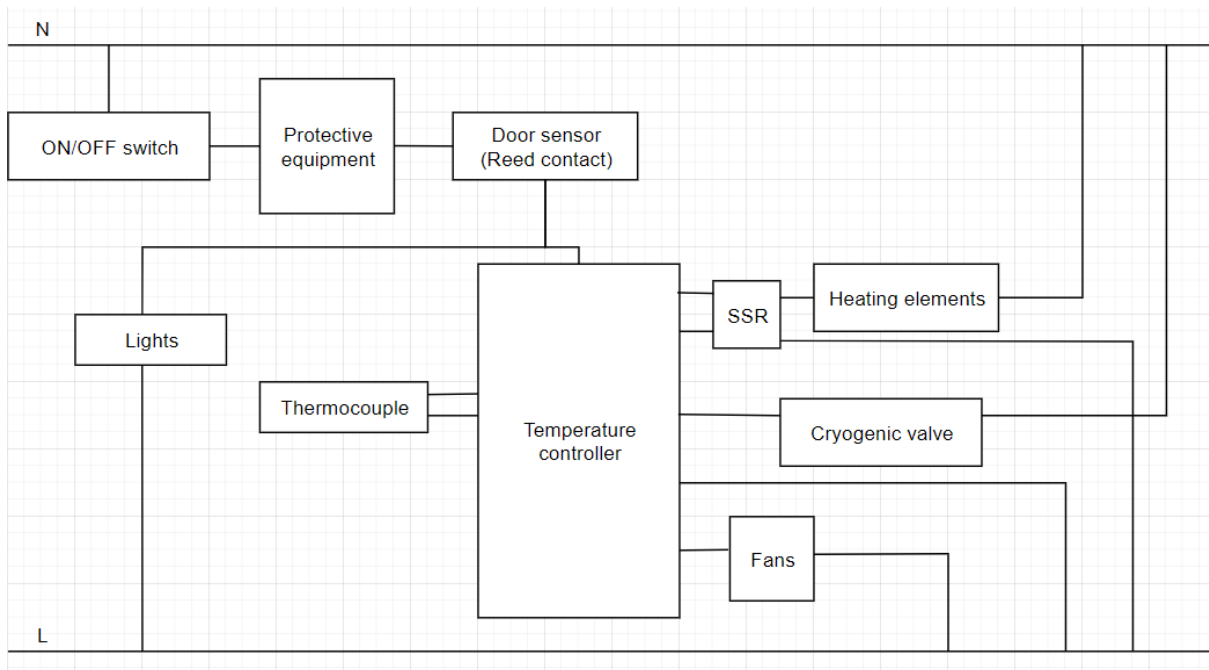 N
ON/OFF switch
Protective
equipment
Door sensor
(Reed contact)
Heating elements
SSR
Lights
Thermocouple
Temperature
controller
Cryogenic valve
Fans
L